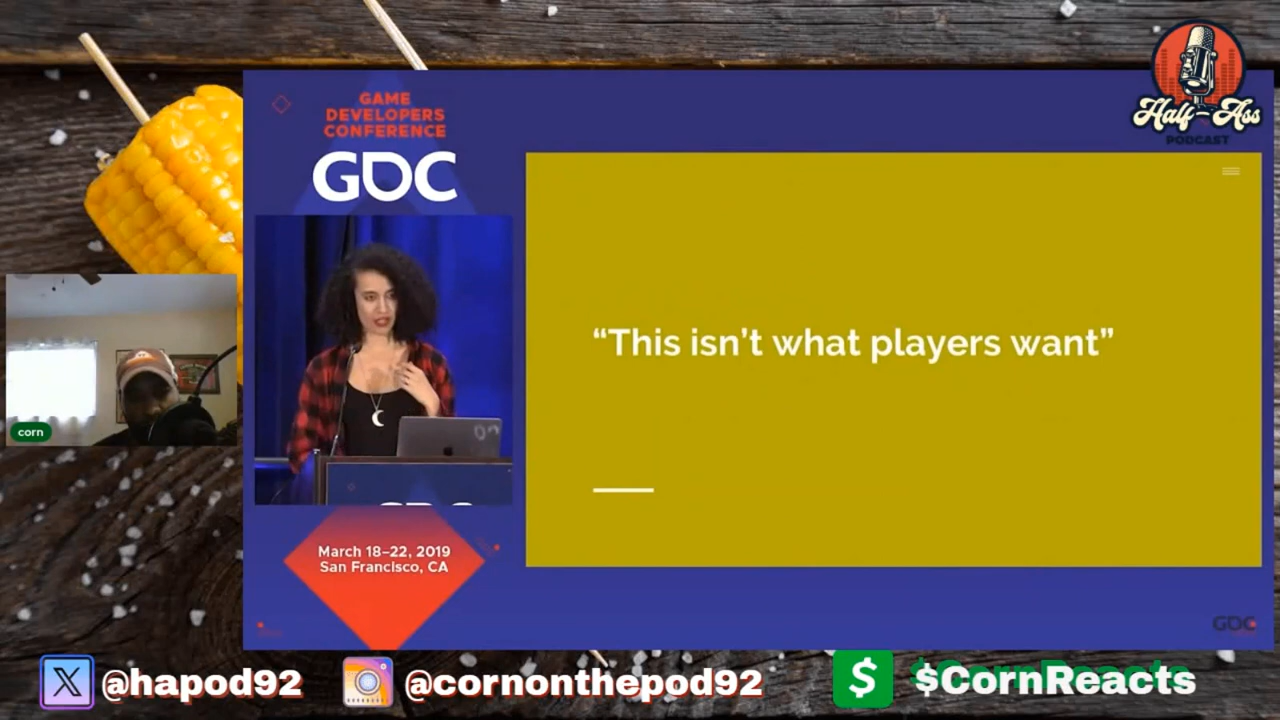 Half-Ass
PODCAST
GAME
DEVELOPERS
CONFERENCE
GDC
“This isn’t what players want”
corn
March 18–22, 2019
San Francisco, CA
GDC
@hapod92
@cornonthepod92
$CornReacts